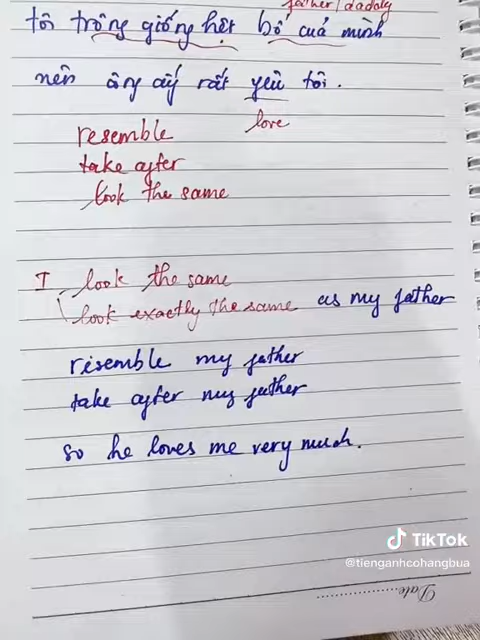 father/dadoly
tôi trông giống hệt bố cuả mình
nên ông ấy rất yêu tôi.
love
resemble
take after
look the same
I look the same
look exactly the same as my father
resemble my father
take after my father
so he loves me very much.
TikTok
@tienganhcohangbua
Date